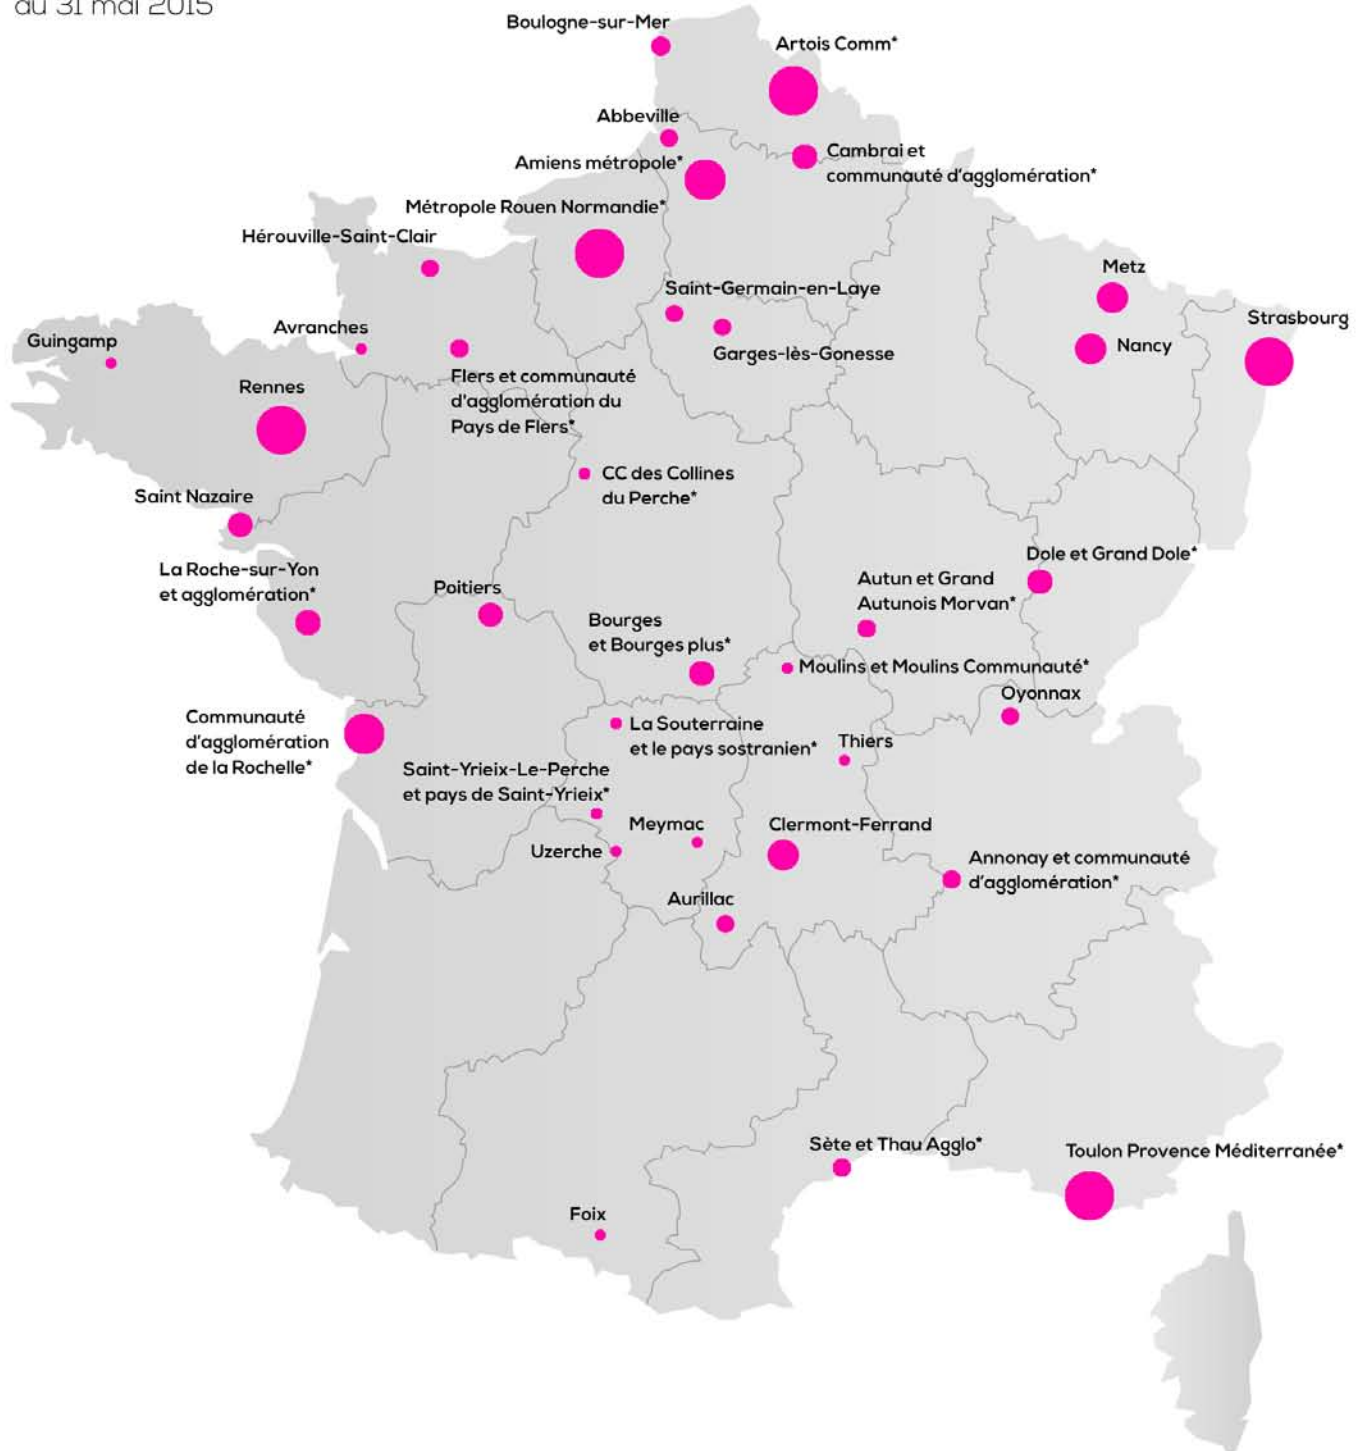 au 31 mai 2015
Boulogne-sur-Mer
Artois Comm*
Abbeville
Amiens métropole*
Cambrai et
communauté d'agglomération*
Métropole Rouen Normandie*
Hérouville-Saint-Clair
Metz
Saint-Germain-en-Laye
Strasbourg
Avranches
Guingamp
Nancy
Garges-lès-Gonesse
Flers et communauté
d'agglomération du
Pays de Flers*
Rennes
CC des Collines
du Perche*
Saint Nazaire
Dole et Grand Dole*
La Roche-sur-Yon
et agglomération*
Poitiers
Autun et Grand
Autunois Morvan*
Bourges
et Bourges plus*
Moulins et Moulins Communauté*
Oyonnax
Communauté
d'agglomération
de la Rochelle*
La Souterraine
et le pays sostranien*
Thiers
Saint-Yrieix-Le-Perche
et pays de Saint-Yrieix*
Meymac
Clermont-Ferrand
Uzerche
Annonay et communauté
d'agglomération*
Aurillac
Sète et Thau Agglo*
Toulon Provence Méditerranée*
Foix